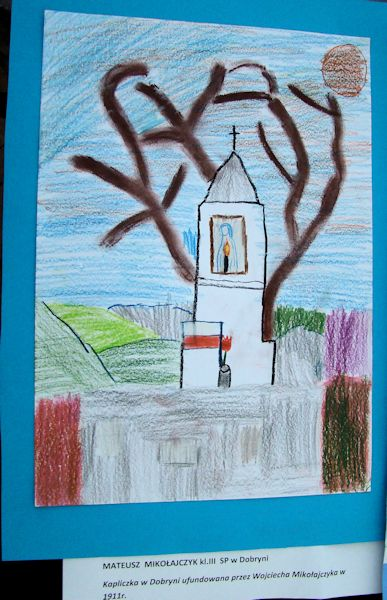 MATEUSZ MIKOŁAJCZYK kl.III SP w Dobryni
Kapliczka w Dobryni ufundowana przez Wojciecha Mikołajczyka w
1911r.